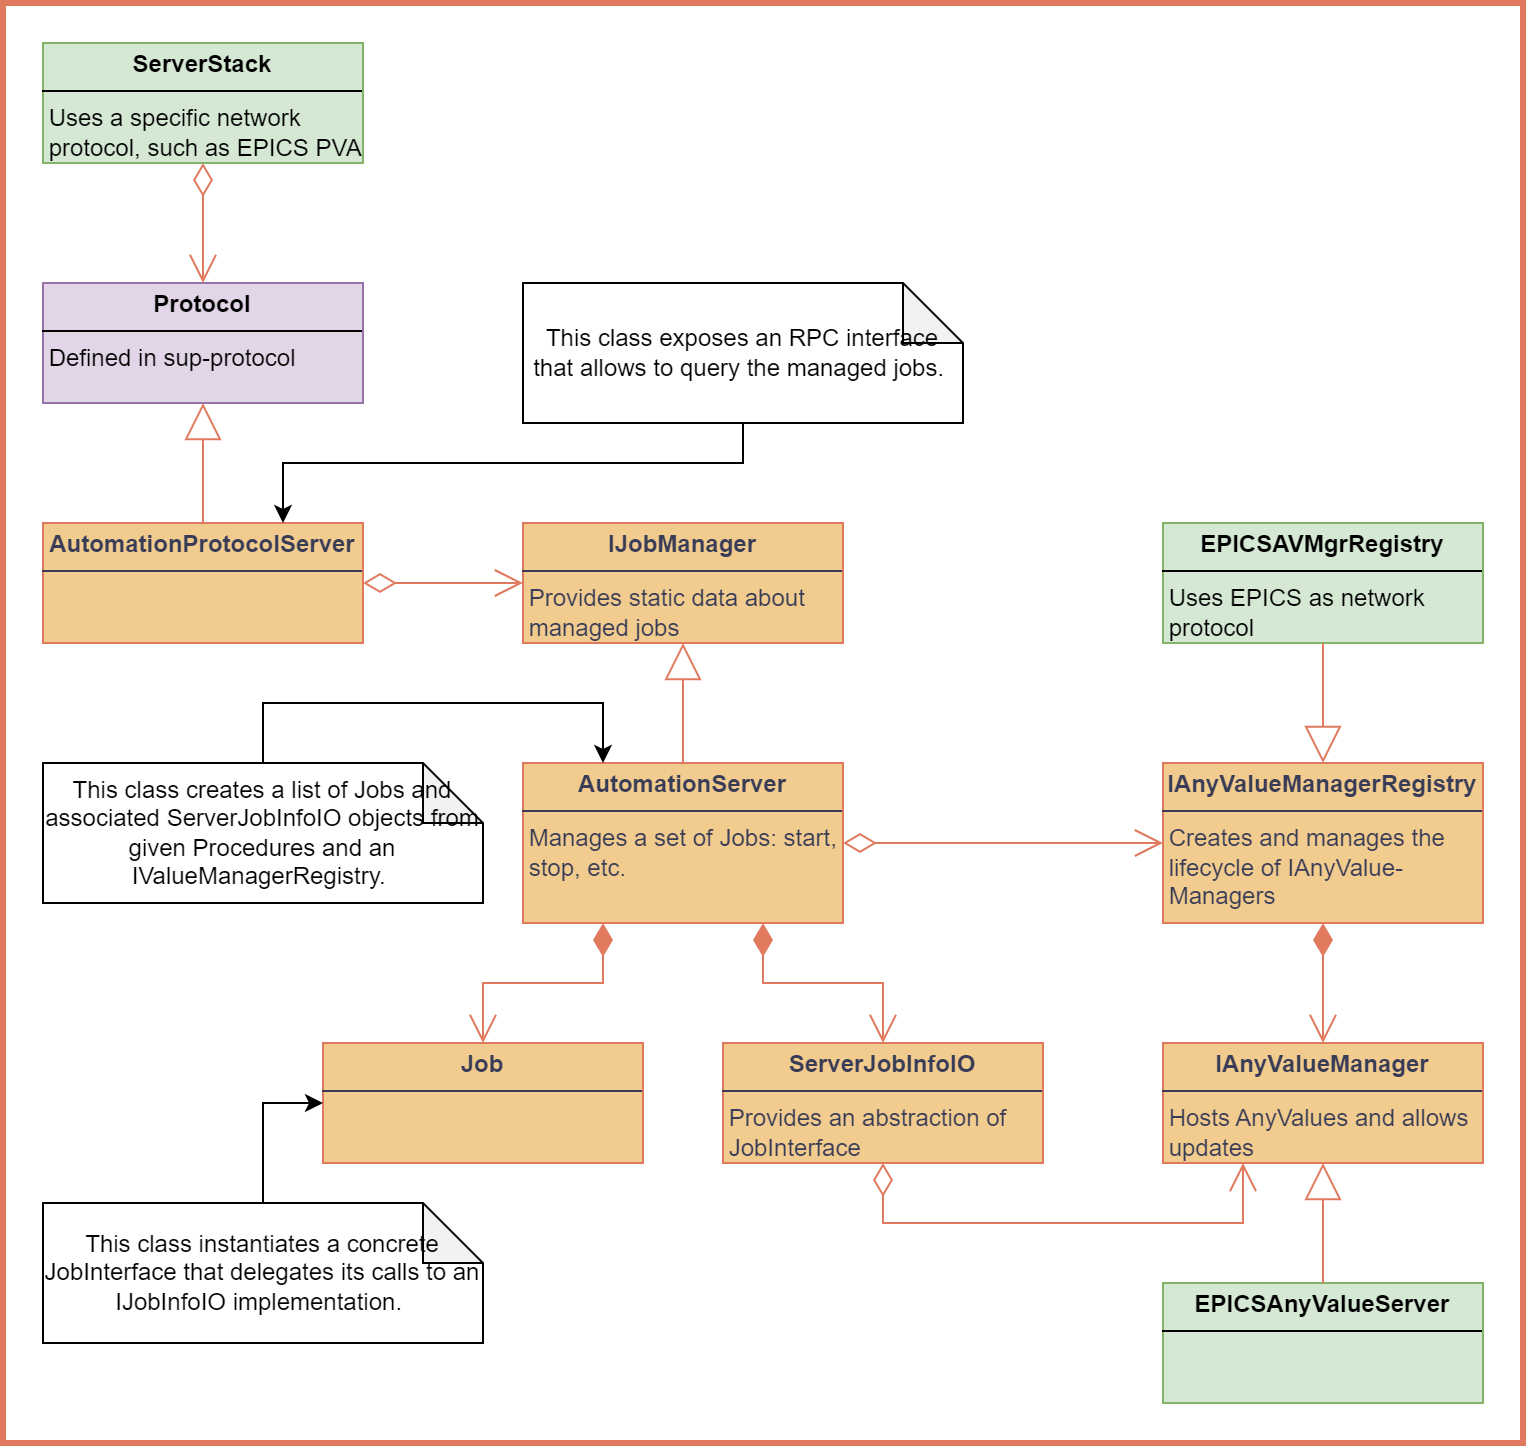 ServerStack
Uses a specific network
protocol, such as EPICS PVA
Protocol
Defined in sup-protocol
This class exposes an RPC interface
that allows to query the managed jobs.
AutomationProtocolServer
IJobManager
Provides static data about
managed jobs
EPICSAVMgrRegistry
Uses EPICS as network
protocol
This class creates a list of Jobs and
associated ServerJobInfoIO objects from
given Procedures and an
IValueManagerRegistry.
AutomationServer
Manages a set of Jobs: start,
stop, etc.
IAnyValueManagerRegistry
Creates and manages the
lifecycle of IAnyValue-
Managers
Job
ServerJobInfoIO
Provides an abstraction of
JobInterface
IAnyValueManager
Hosts AnyValues and allows
updates
This class instantiates a concrete
JobInterface that delegates its calls to an
IJobInfoIO implementation.
EPICSAnyValueServer